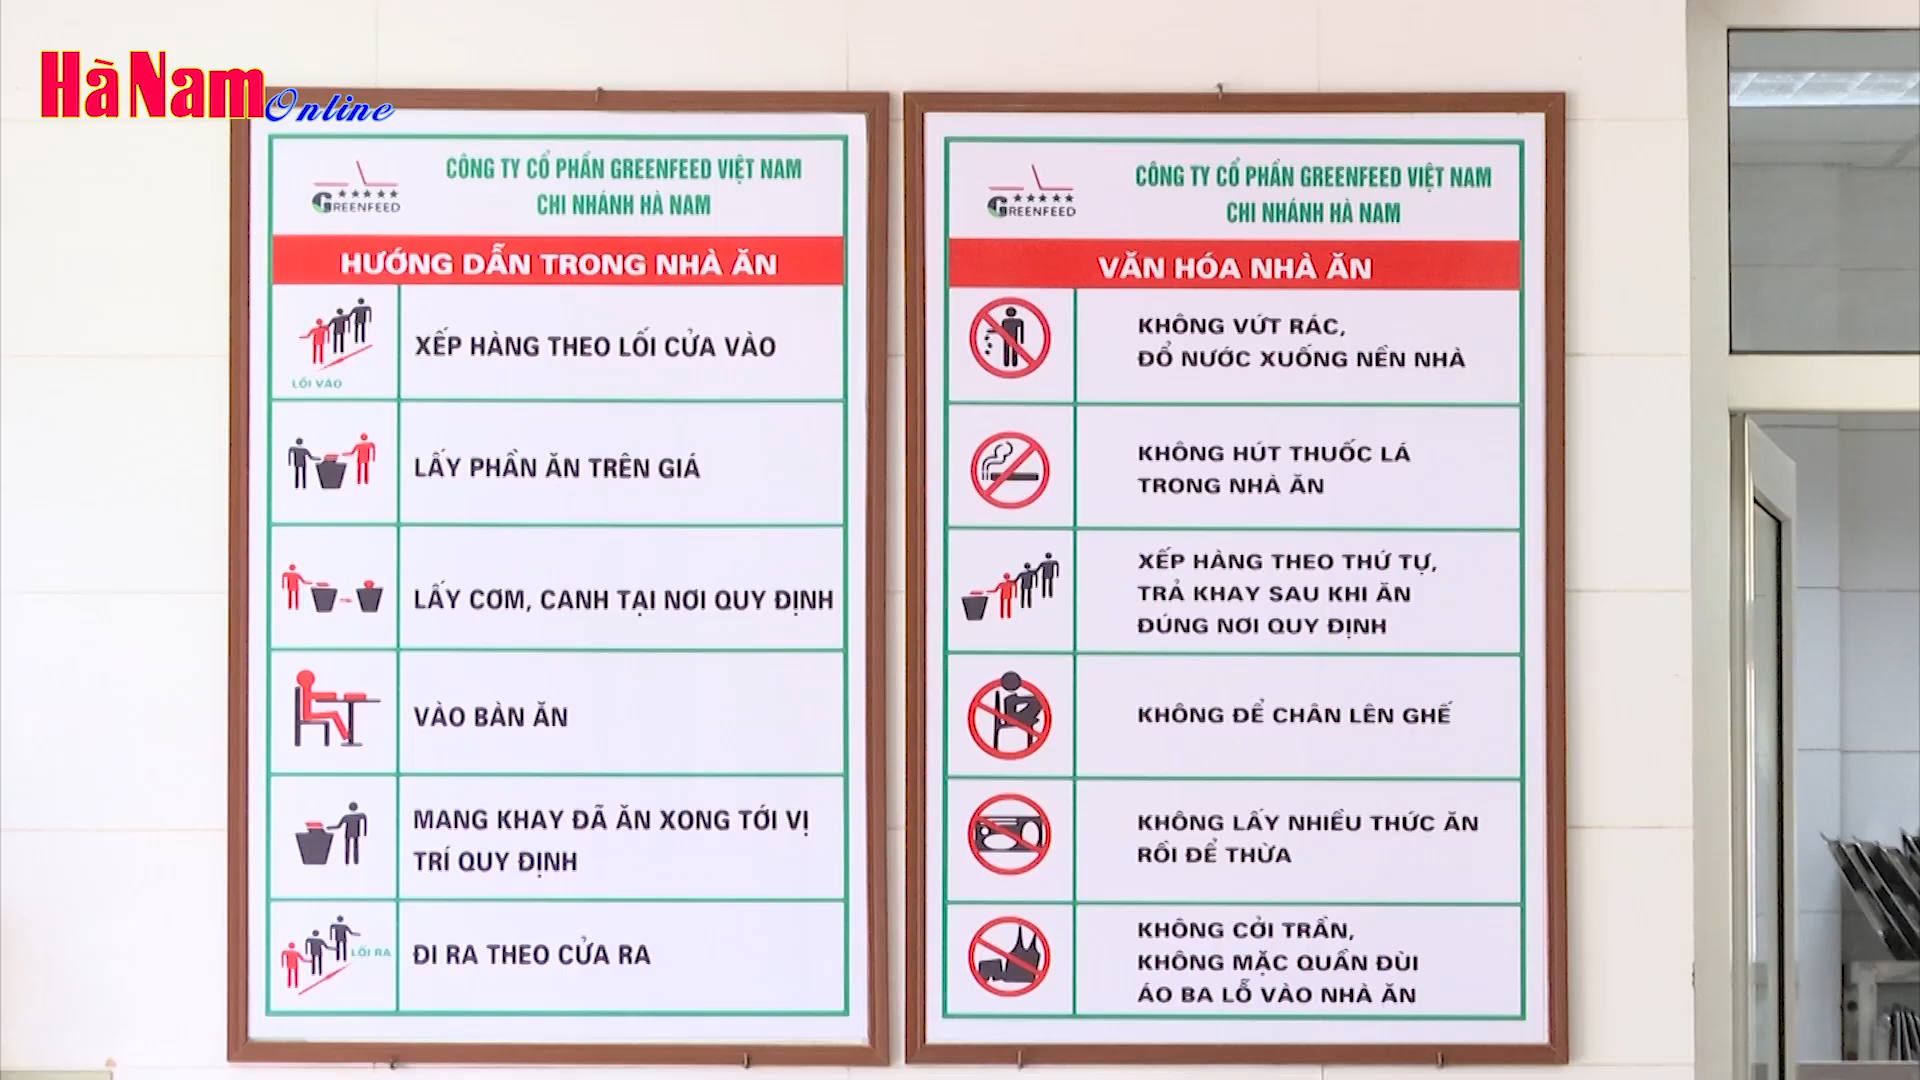 Hà Nam Online
GREENFEED
CÔNG TY CỔ PHẦN GREENFEED VIỆT NAM
CHI NHÁNH HÀ NAM
HƯỚNG DẪN TRONG NHÀ ĂN
LỐI VÀO
XẾP HÀNG THEO LỐI CỬA VÀO
LẤY PHẦN ĂN TRÊN GIÁ
LẤY CƠM, CANH TẠI NƠI QUY ĐỊNH
VÀO BÀN ĂN
MANG KHAY ĐÃ ĂN XONG TỚI VỊ
TRÍ QUY ĐỊNH
LỐI RA
ĐI RA THEO CỬA RA
GREENFEED
CÔNG TY CỔ PHẦN GREENFEED VIỆT NAM
CHI NHÁNH HÀ NAM
VĂN HÓA NHÀ ĂN
KHÔNG VỨT RÁC,
ĐỔ NƯỚC XUỐNG NỀN NHÀ
KHÔNG HÚT THUỐC LÁ
TRONG NHÀ ĂN
XẾP HÀNG THEO THỨ TỰ,
TRẢ KHAY SAU KHI ĂN
ĐÚNG NƠI QUY ĐỊNH
KHÔNG ĐỂ CHÂN LÊN GHẾ
KHÔNG LẤY NHIỀU THỨC ĂN
RỒI ĐỂ THỪA
KHÔNG CỞI TRẦN,
KHÔNG MẶC QUẦN ĐÙI
ÁO BA LỖ VÀO NHÀ ĂN